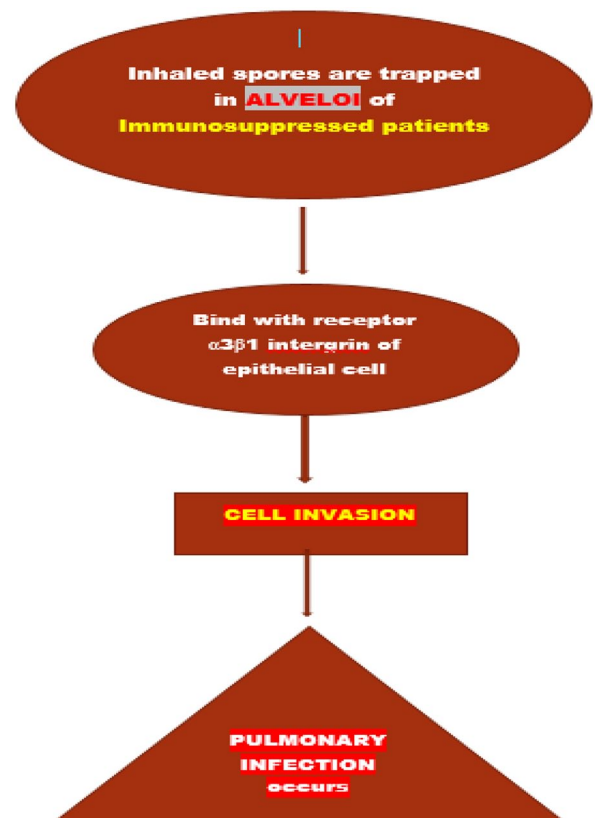 Inhaled spores are trapped
in ALVELOI of
Immunosuppressed patients
Bind with receptor
α3β1 intergrin of
epithelial cell
CELL INVASION
PULMONARY
INFECTION
occurs